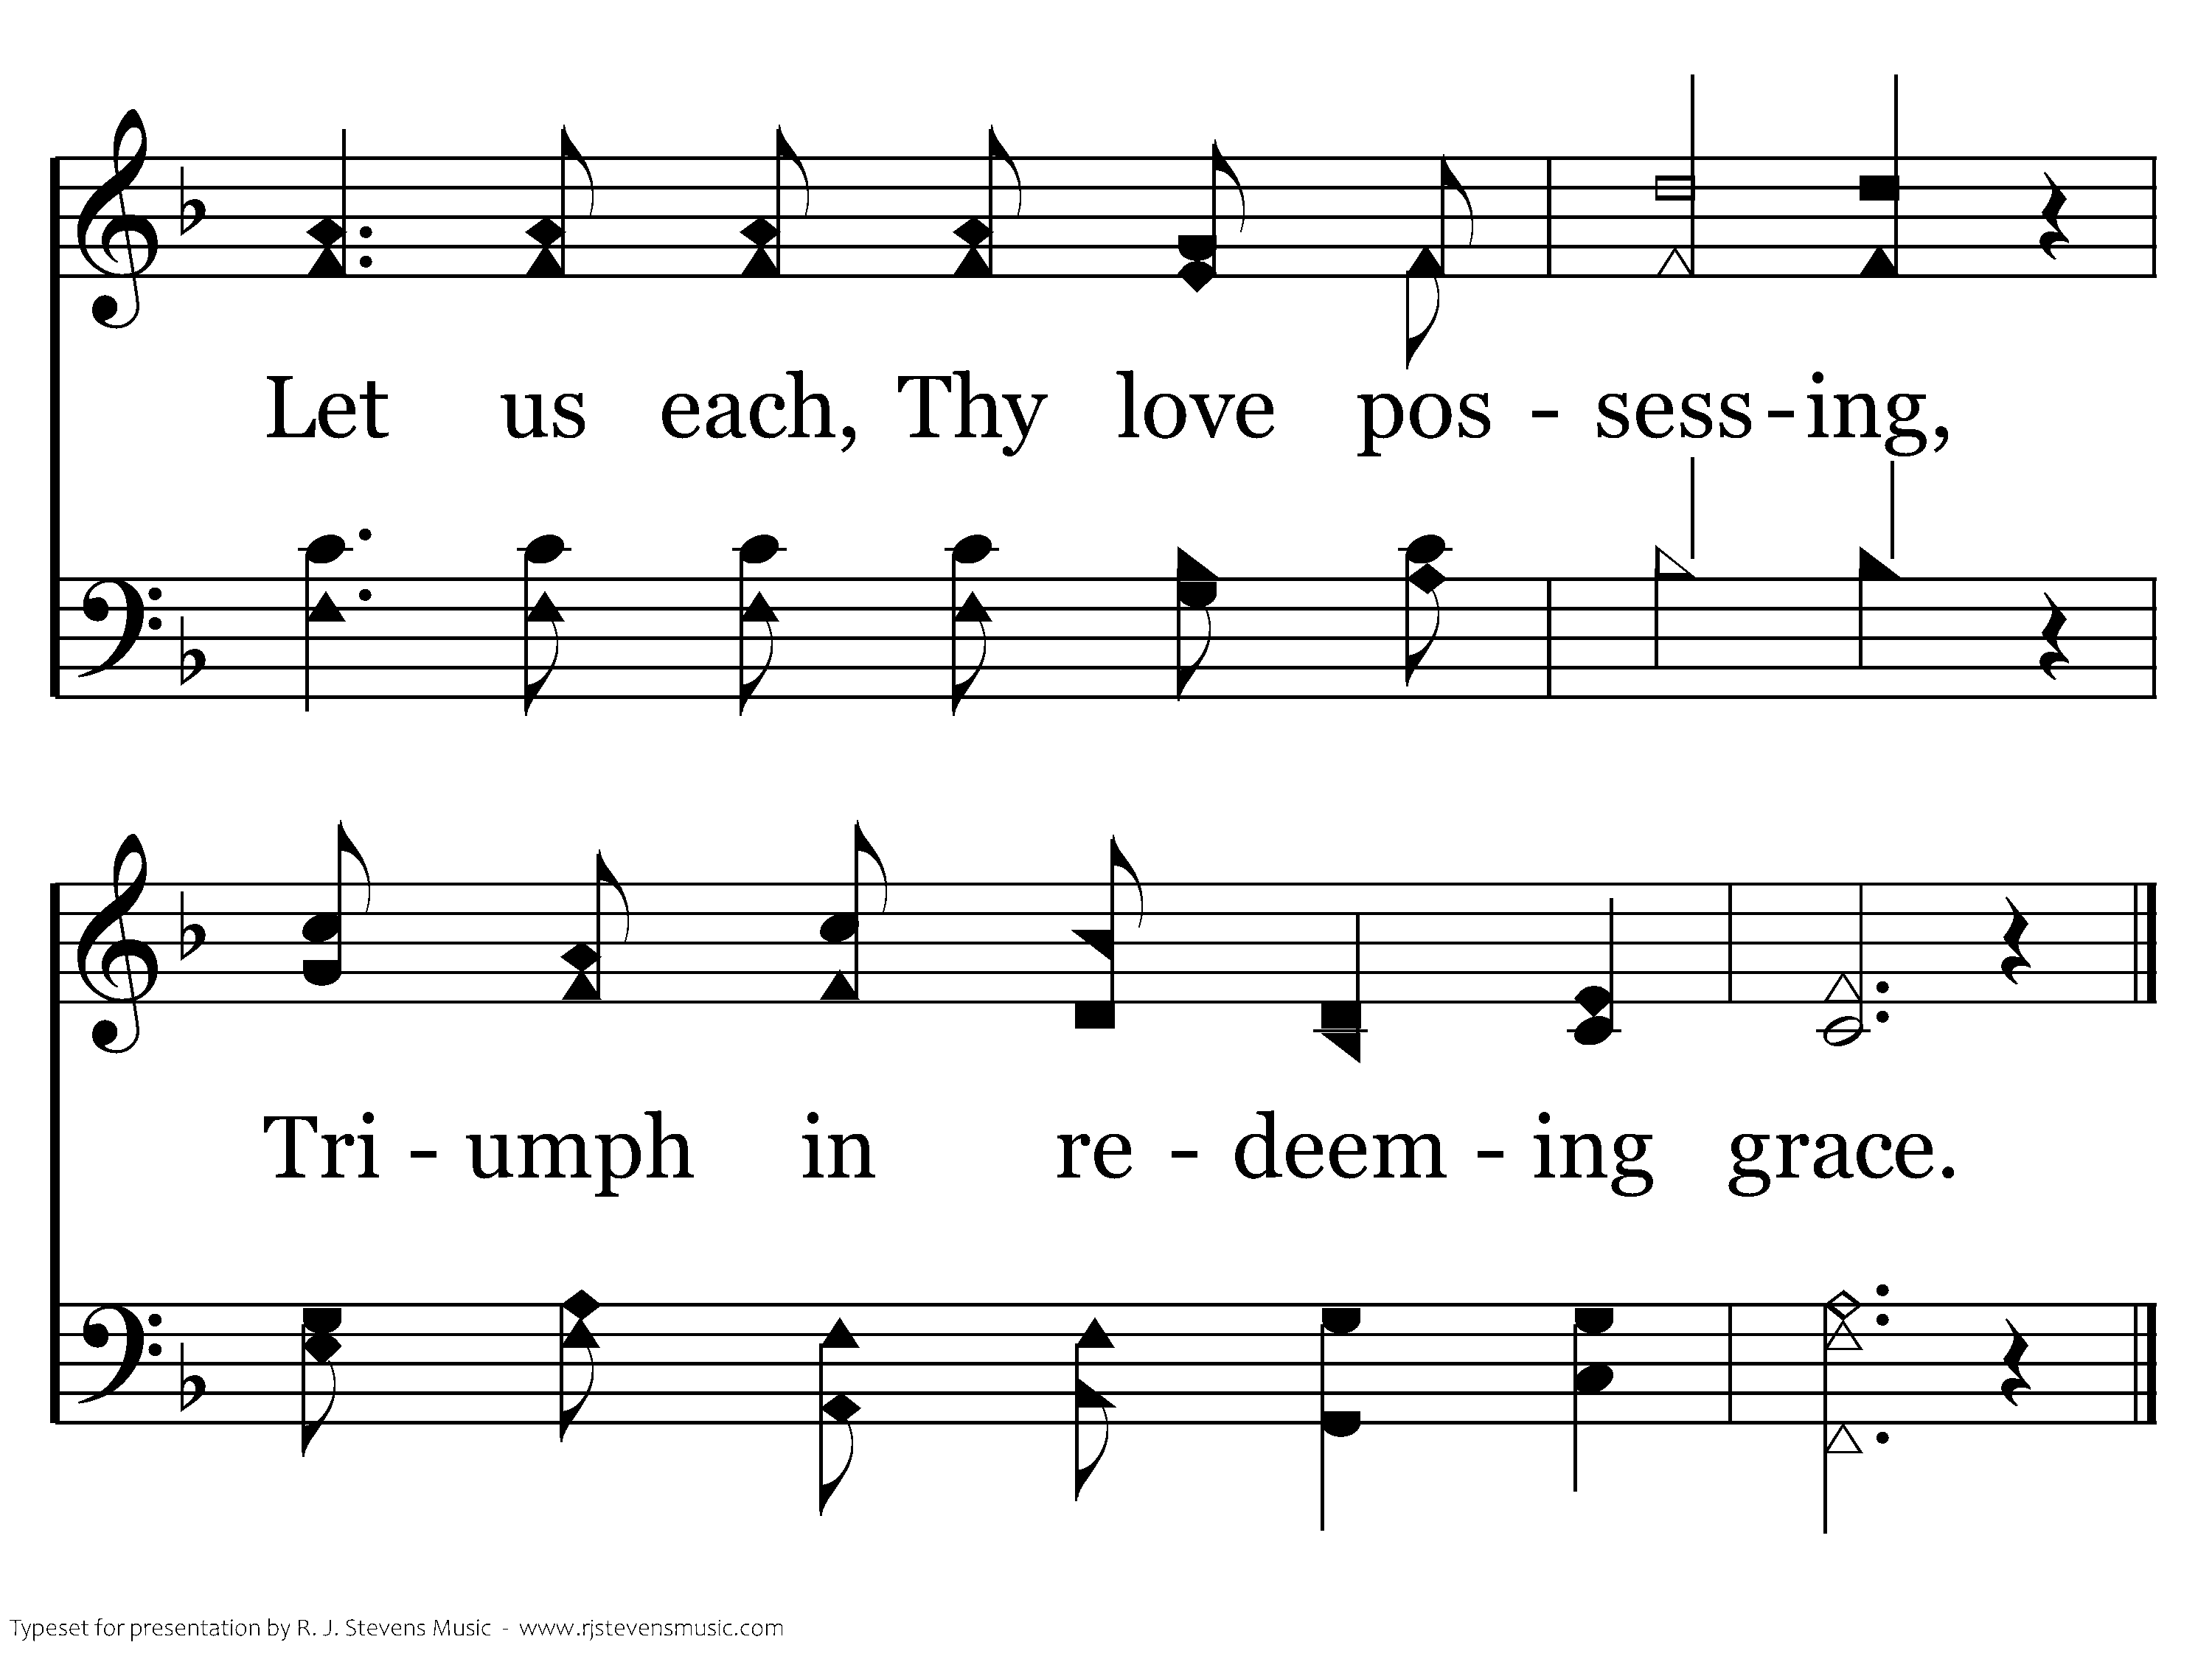 Let us each, Thy love pos - sess - ing,
Tri - umph in re - deem - ing grace.
Typeset for presentation by R. J. Stevens Music - www.rjstevensmusic.com